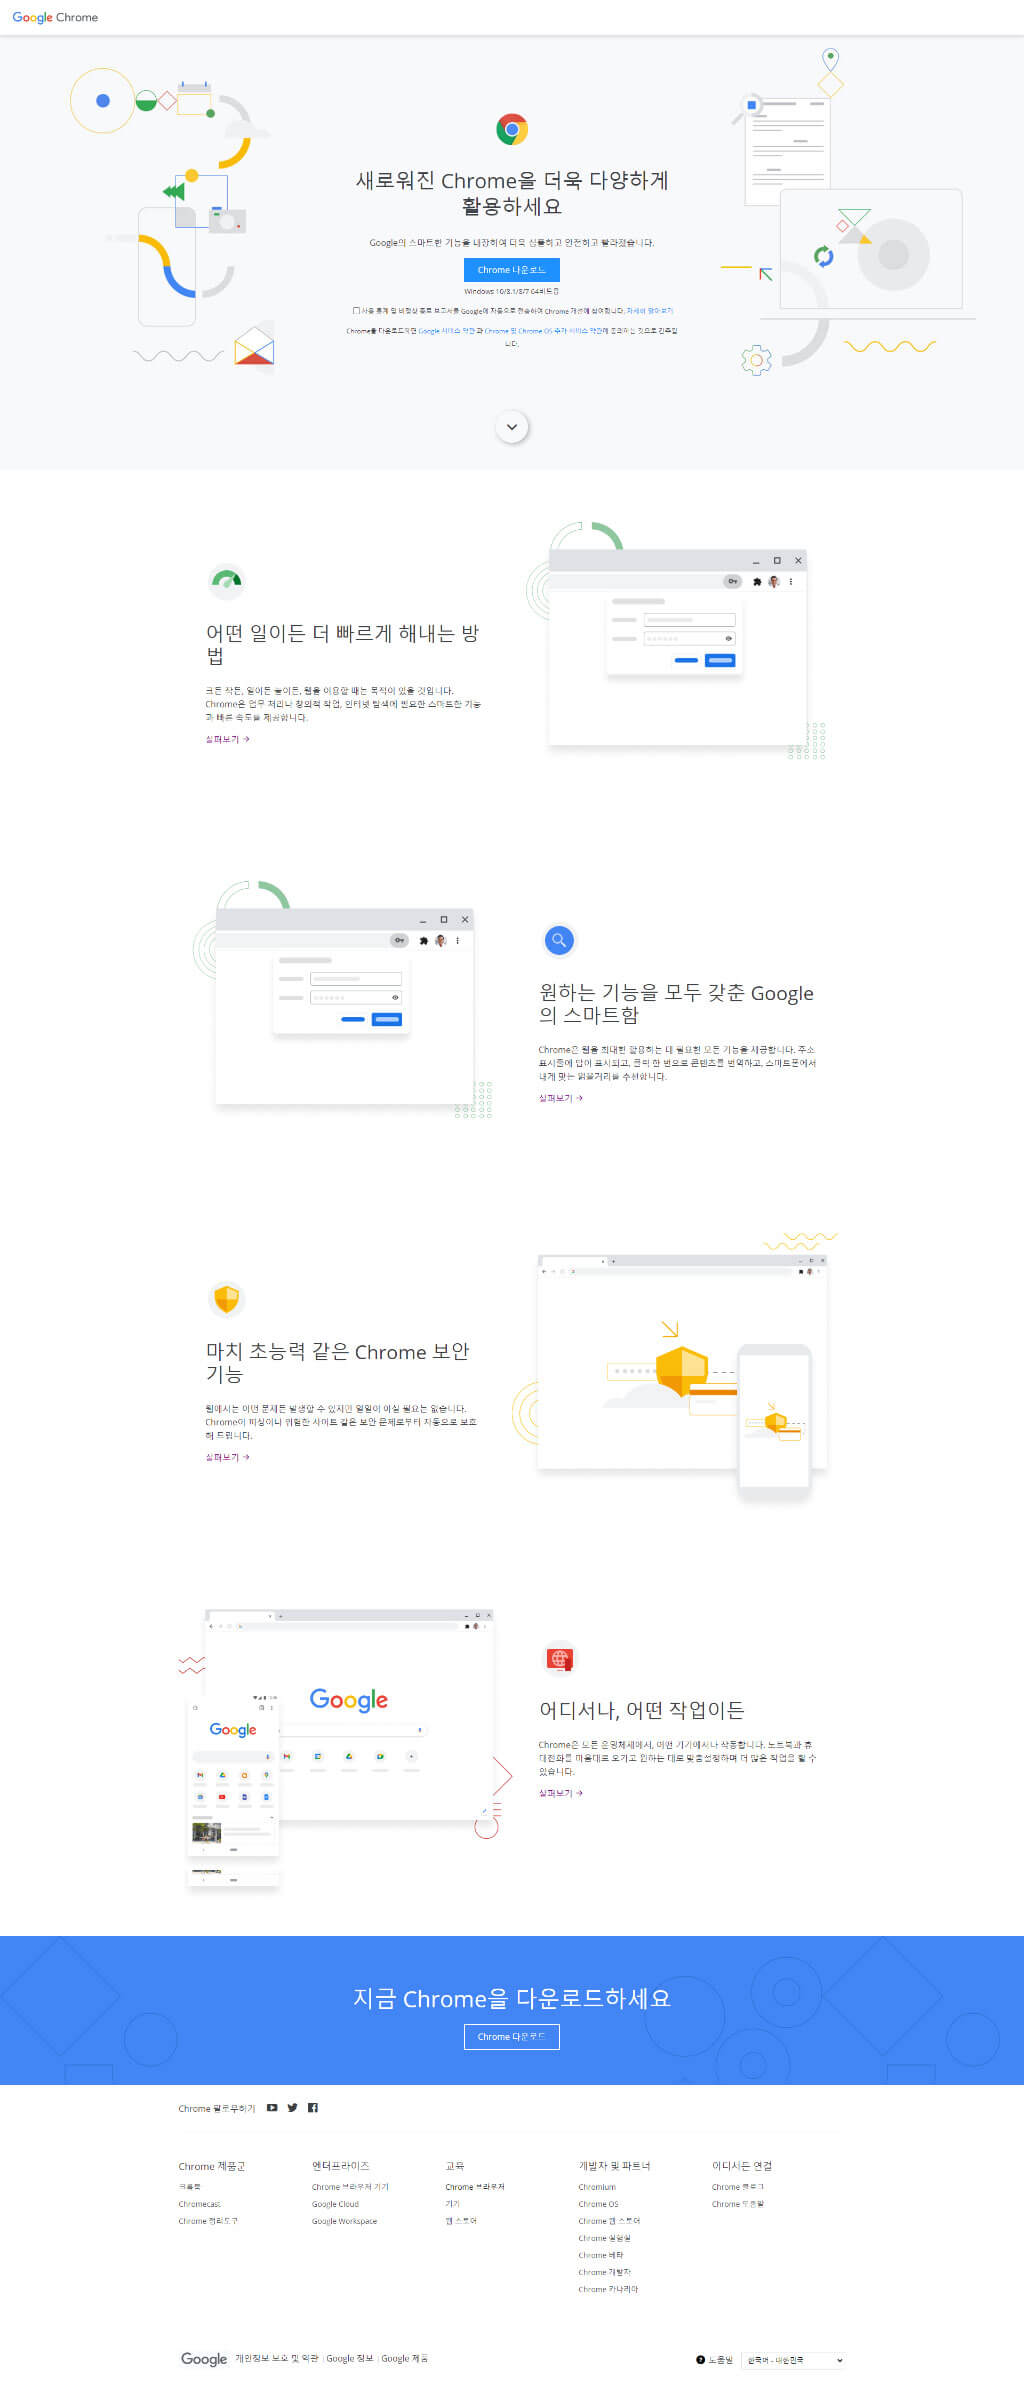 Google Chrome
새로워진 Chrome을 더욱 다양하게
활용하세요
Google의 스마트한 기능을 내장하여 더욱 심플하고 안전하고 빨라졌습니다.
Chrome 다운로드
Windows 10/8.1/8/7 64비트용
사용 통계 및 비정상 종료 보고서를 Google에 자동으로 전송하여 Chrome 개선에 참여합니다. 자세히 알아보기
Chrome을 다운로드하면 Google 서비스 약관 과 Chrome 및 Chrome OS 추가 서비스 약관에 동의하는 것으로 간주됩
니다.
어떤 일이든 더 빠르게 해내는 방
법
크든 작든, 일이든 놀이든, 웹을 이용할 때는 목적이 있을 것입니다.
Chrome은 업무 처리나 창의적 작업, 인터넷 탐색에 필요한 스마트한 기능
과 빠른 속도를 제공합니다.
살펴보기
원하는 기능을 모두 갖춘 Google
의 스마트함
Chrome은 웹을 최대한 활용하는 데 필요한 모든 기능을 제공합니다. 주소
표시줄에 답이 표시되고, 클릭 한 번으로 콘텐츠를 번역하고, 스마트폰에서
내게 맞는 읽을거리를 추천합니다.
살펴보기
마치 초능력 같은 Chrome 보안
기능
웹에서는 어떤 문제든 발생할 수 있지만 일일이 아실 필요는 없습니다.
Chrome이 피싱이나 위험한 사이트 같은 보안 문제로부터 자동으로 보호
해 드립니다.
살펴보기
Google
Google
어디서나, 어떤 작업이든
Chrome은 모든 운영체제에서, 어떤 기기에서나 작동합니다. 노트북과 휴
대전화를 마음대로 오가고 원하는 대로 맞춤설정하며 더 많은 작업을 할 수
있습니다.
살펴보기
지금 Chrome을 다운로드하세요
Chrome 다운로드
Chrome 팔로우하기
Chrome 제품군
크롬북
Chromecast
Chrome 정리도구
엔터프라이즈
Chrome 브라우저 기기
Google Cloud
Google Workspace
교육
Chrome 브라우저
기기
웹 스토어
개발자 및 파트너
Chromium
Chrome OS
Chrome 웹 스토어
Chrome 실험실
Chrome 베타
Chrome 개발자
Chrome 카나리아
어디서든 연결
Chrome 블로그
Chrome 도움말
Google 개인정보 보호 및 약관 | Google 정보 | Google 제품
도움말 한국어 - 대한민국